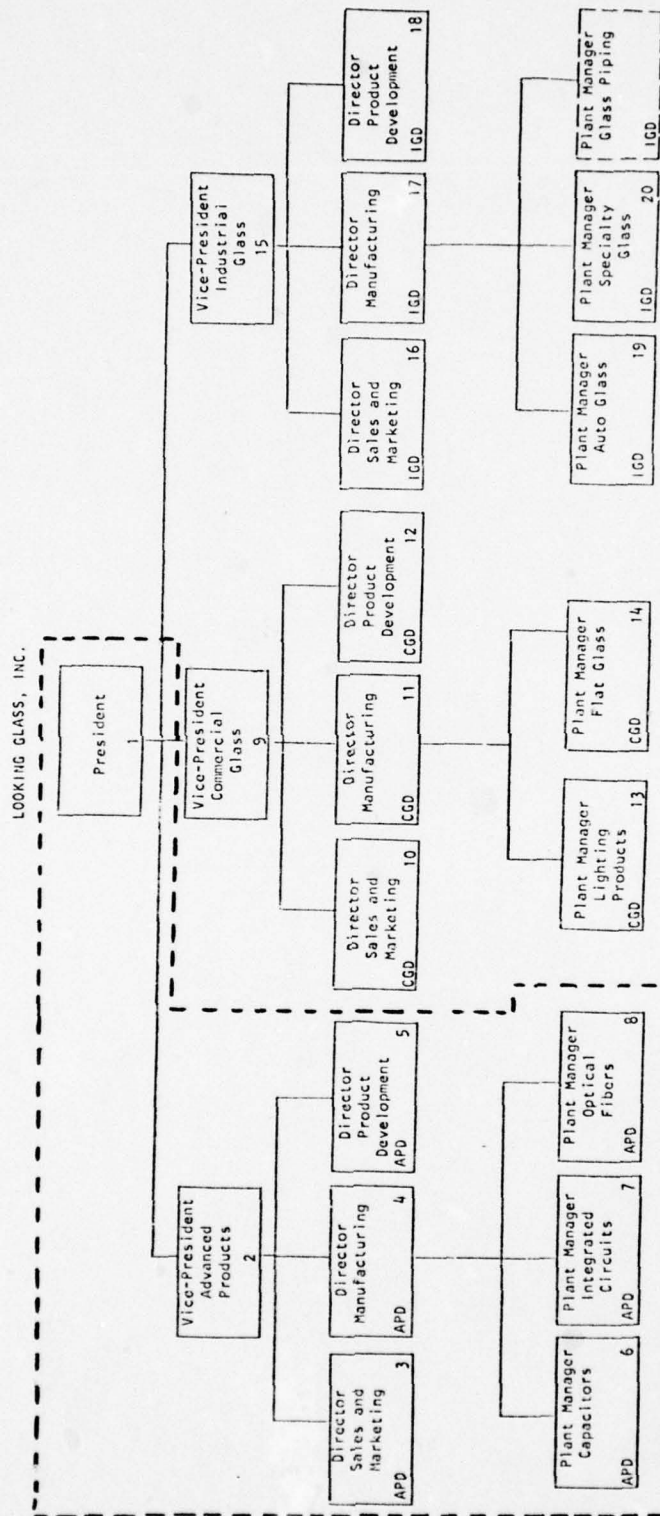 LOOKING GLASS, INC.
President
1
Vice-President
Advanced
Products
2
Vice-President
Commercial
Glass
9
Vice-President
Industrial
Glass
15
Director
Sales and
Marketing
APD 3
Director
Manufacturing
APD 4
Director
Product
Development
APD 5
Director
Sales and
Marketing
CGD 10
Director
Manufacturing
CGD 11
Director
Product
Development
CGD 12
Director
Sales and
Marketing
IGD 16
Director
Manufacturing
IGD 17
Director
Product
Development
IGD 18
Plant Manager
Capacitors
APD 6
Plant Manager
Integrated
Circuits
APD 7
Plant Manager
Optical
Fibers
APD 8
Plant Manager
Lighting
Products
CGD 13
Plant Manager
Flat Glass
CGD 14
Plant Manager
Auto Glass
IGD 19
Plant Manager
Specialty
Glass
IGD 20
Plant Manager
Glass Piping
IGD